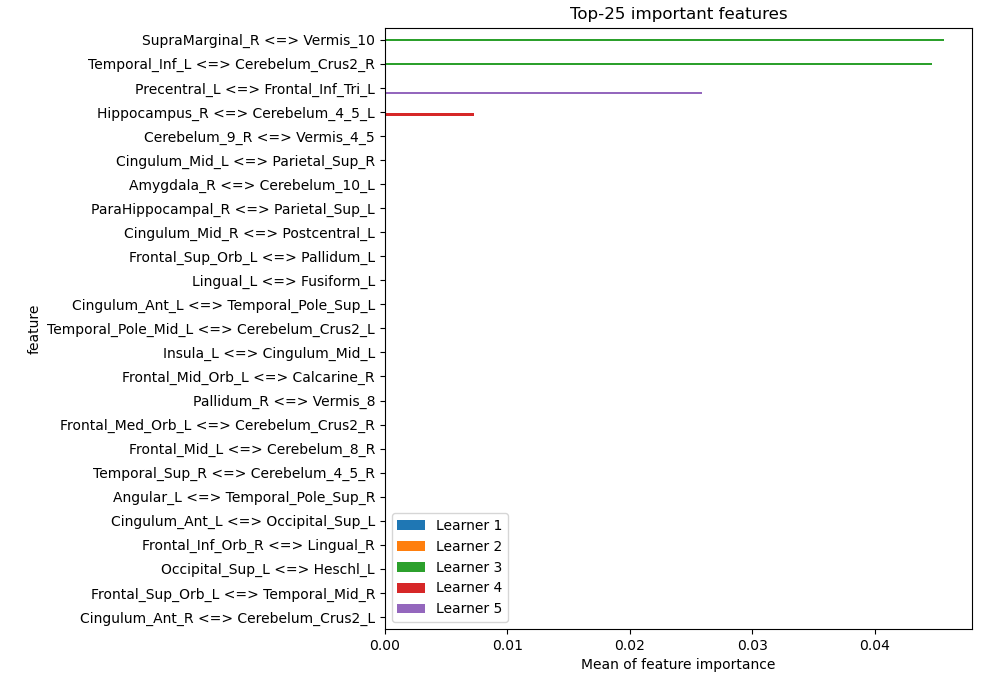 Top-25 important features
SupraMarginal_R <=> Vermis_10
Temporal_Inf_L <=> Cerebelum_Crus2_R
Precentral_L <=> Frontal_Inf_Tri_L
Hippocampus_R <=> Cerebelum_4_5_L
Cerebelum_9_R <=> Vermis_4_5
Cingulum_Mid_L <=> Parietal_Sup_R
Amygdala_R <=> Cerebelum_10_L
ParaHippocampal_R <=> Parietal_Sup_L
Cingulum_Mid_R <=> Postcentral_L
Frontal_Sup_Orb_L <=> Pallidum_L
Lingual_L <=> Fusiform_L
Cingulum_Ant_L <=> Temporal_Pole_Sup_L
Temporal_Pole_Mid_L <=> Cerebelum_Crus2_L
Insula_L <=> Cingulum_Mid_L
Frontal_Mid_Orb_L <=> Calcarine_R
Pallidum_R <=> Vermis_8
Frontal_Med_Orb_L <=> Cerebelum_Crus2_R
Frontal_Mid_L <=> Cerebelum_8_R
Temporal_Sup_R <=> Cerebelum_4_5_R
Angular_L <=> Temporal_Pole_Sup_R
Cingulum_Ant_L <=> Occipital_Sup_L
Frontal_Inf_Orb_R <=> Lingual_R
Occipital_Sup_L <=> Heschl_L
Frontal_Sup_Orb_L <=> Temporal_Mid_R
Cingulum_Ant_R <=> Cerebelum_Crus2_L
feature
Learner 1
Learner 2
Learner 3
Learner 4
Learner 5
0.00 0.01 0.02 0.03 0.04
Mean of feature importance